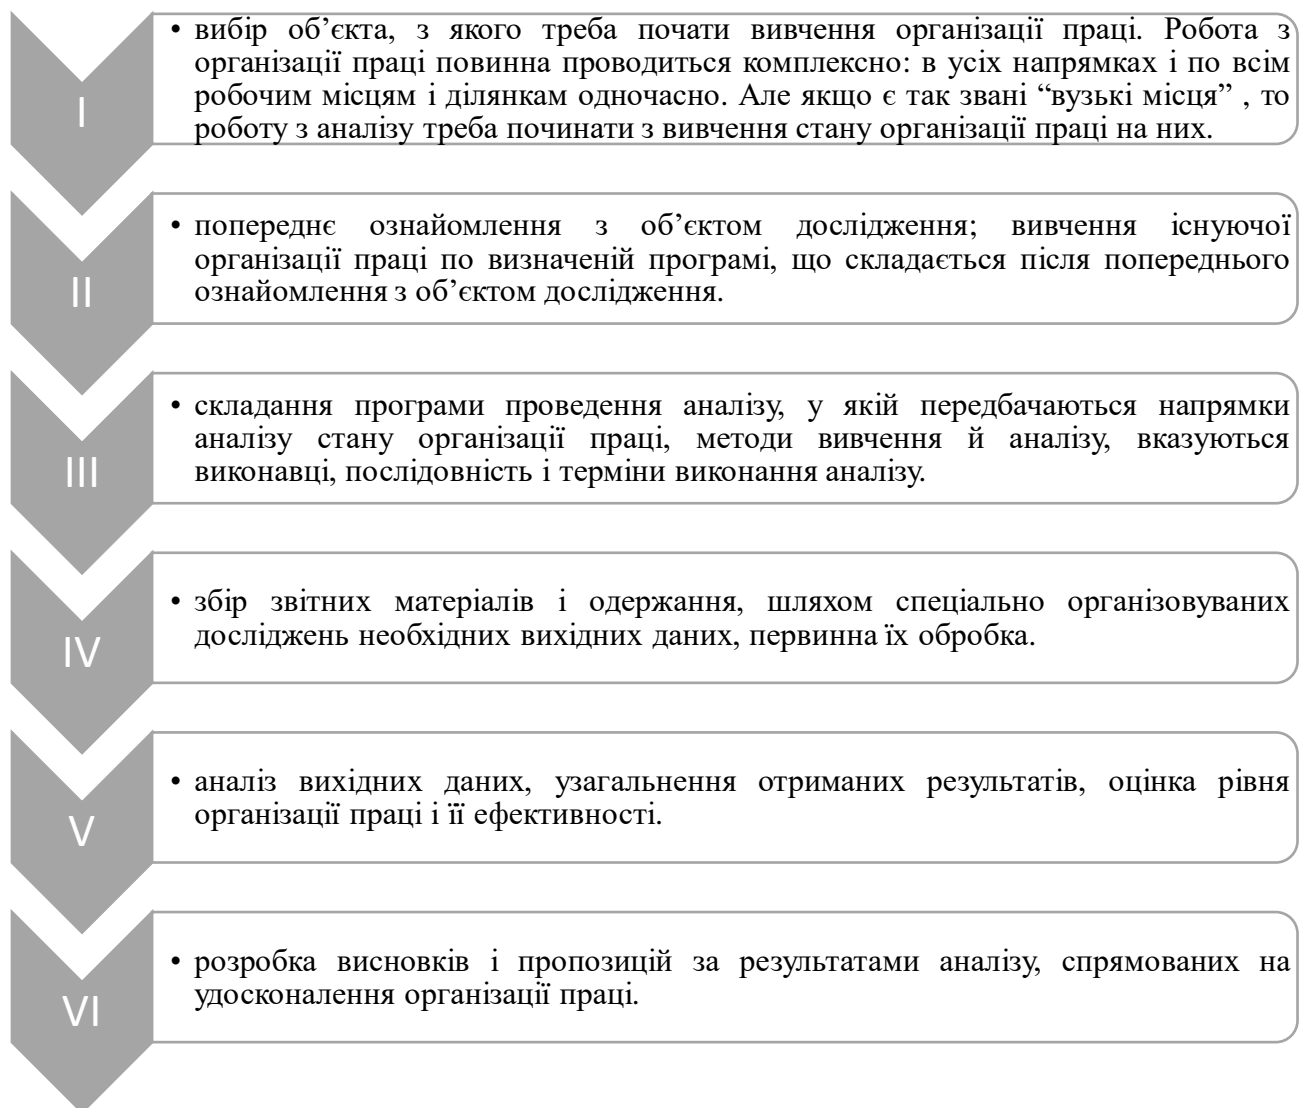 I
• вибір об’єкта, з якого треба почати вивчення організації праці. Робота з
організації праці повинна проводиться комплексно: в усіх напрямках і по всім
робочим місцям і ділянкам одночасно. Але якщо є так звані “вузькі місця” , то
роботу з аналізу треба починати з вивчення стану організації праці на них.
II
• попереднє ознайомлення з об’єктом дослідження; вивчення існуючої
організації праці по визначеній програмі, що складається після попереднього
ознайомлення з об’єктом дослідження.
III
• складання програми проведення аналізу, у якій передбачаються напрямки
аналізу стану організації праці, методи вивчення й аналізу, вказуються
виконавці, послідовність і терміни виконання аналізу.
IV
• збір звітних матеріалів і одержання, шляхом спеціально організовуваних
досліджень необхідних вихідних даних, первинна їх обробка.
V
• аналіз вихідних даних, узагальнення отриманих результатів, оцінка рівня
організації праці і її ефективності.
VI
• розробка висновків і пропозицій за результатами аналізу, спрямованих на
удосконалення організації праці.